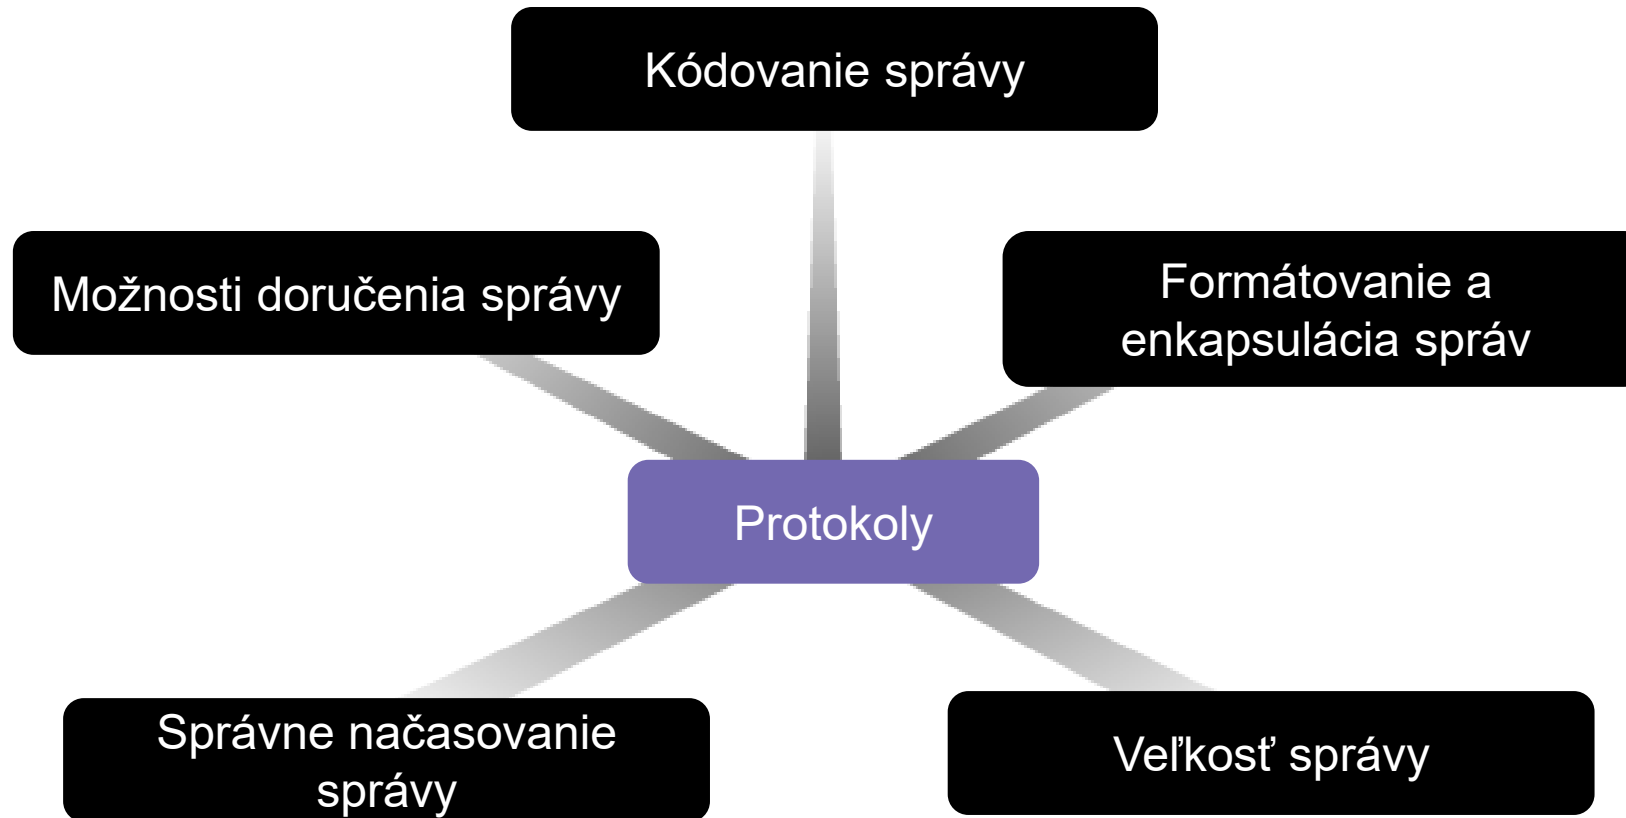 Kódovanie správy
Možnosti doručenia správy
Formátovanie a
enkapsulácia správ
Protokoly
Správne načasovanie
správy
Veľkosť správy